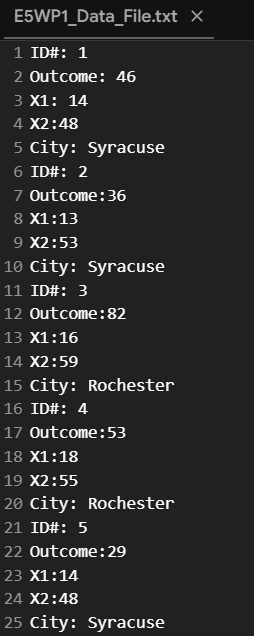 E5WP1_Data_File.txt ×
1 ID#: 1
2 Outcome: 46
3 X1: 14
4 X2:48
5 City: Syracuse
6 ID#: 2
7 Outcome:36
8 X1:13
9 X2:53
10 City: Syracuse
11 ID#: 3
12 Outcome:82
13 X1:16
14 X2:59
15 City: Rochester
16 ID#: 4
17 Outcome:53
18 X1:18
19 X2:55
20 City: Rochester
21 ID#: 5
22 Outcome:29
23 X1:14
24 X2:48
25 City: Syracuse